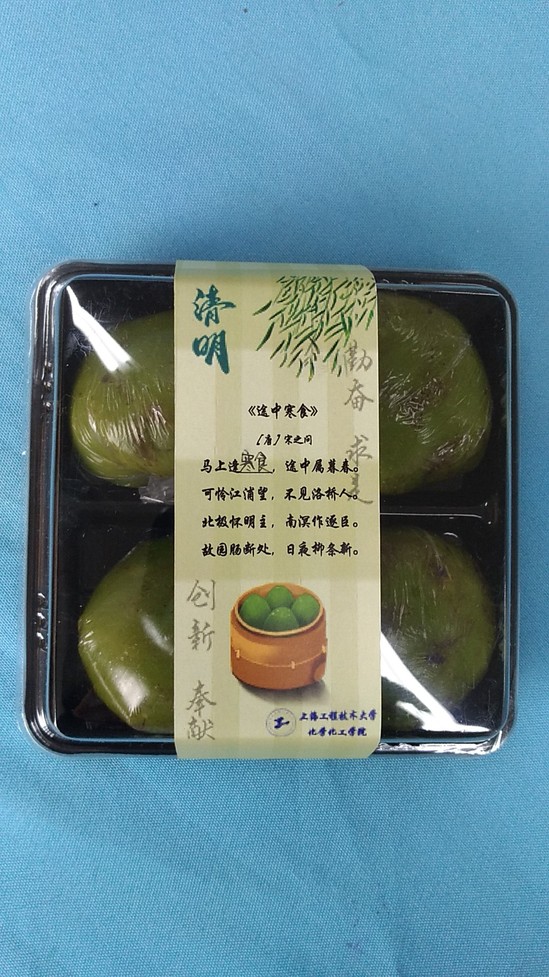 清明
勤奋 求是
《途中寒食》
【唐】宋之问
马上逢寒食，途中属暮春。
可怜江浦望，不见洛桥人。
北极怀明主，南溟作逐臣。
故园肠断处，日夜柳条新。
创新 奉献
上海工程技术大学
化学化工学院